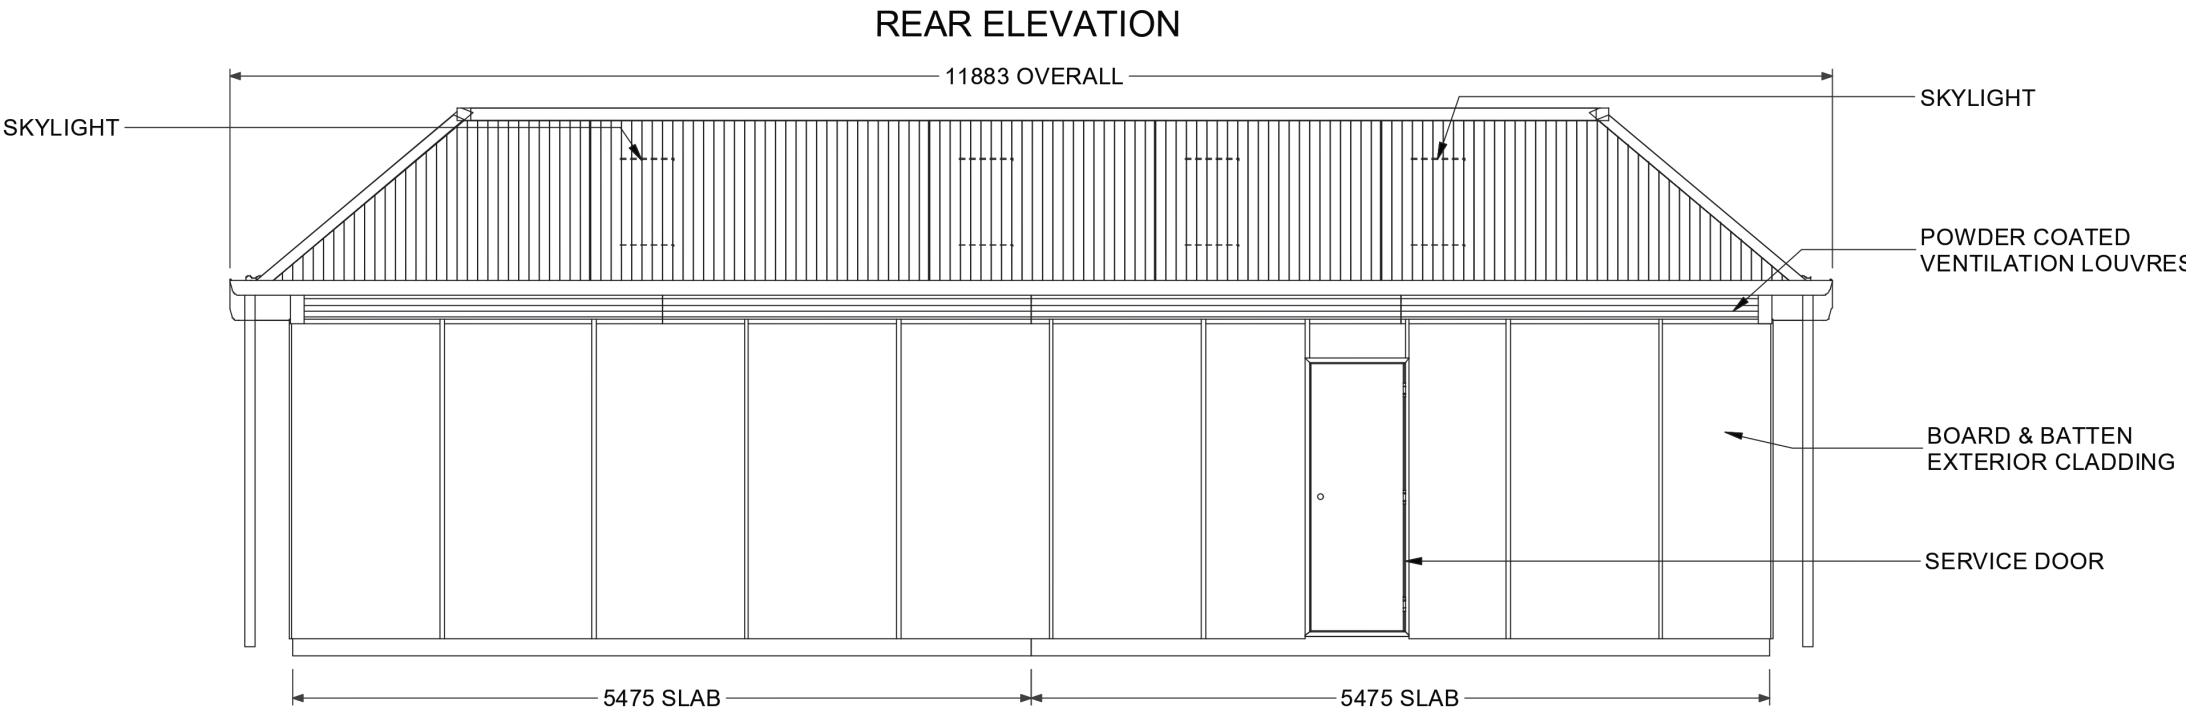 REAR ELEVATION
11883 OVERALL
SKYLIGHT
SKYLIGHT
POWDER COATED
VENTILATION LOUVRES
BOARD & BATTEN
EXTERIOR CLADDING
SERVICE DOOR
5475 SLAB
5475 SLAB